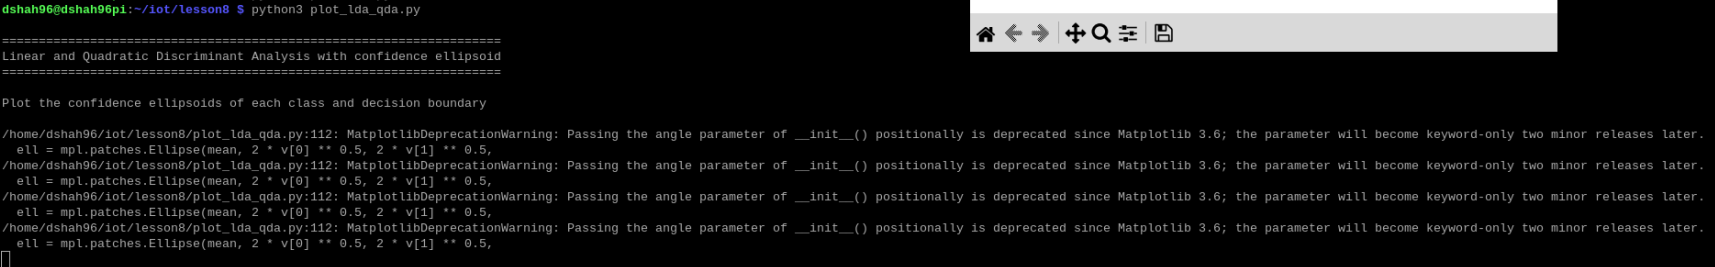 dshah96@dshah96pi:~/iot/lesson8 $ python3 plot_lda_qda.py
====================================================================
Linear and Quadratic Discriminant Analysis with confidence ellipsoid
====================================================================
Plot the confidence ellipsoids of each class and decision boundary
/home/dshah96/iot/lesson8/plot_lda_qda.py:112: MatplotlibDeprecationWarning: Passing the angle parameter of __init__() positionally is deprecated since Matplotlib 3.6; the parameter will become keyword-only two minor releases later.
  ell = mpl.patches.Ellipse(mean, 2 * v[0] ** 0.5, 2 * v[1] ** 0.5,
/home/dshah96/iot/lesson8/plot_lda_qda.py:112: MatplotlibDeprecationWarning: Passing the angle parameter of __init__() positionally is deprecated since Matplotlib 3.6; the parameter will become keyword-only two minor releases later.
  ell = mpl.patches.Ellipse(mean, 2 * v[0] ** 0.5, 2 * v[1] ** 0.5,
/home/dshah96/iot/lesson8/plot_lda_qda.py:112: MatplotlibDeprecationWarning: Passing the angle parameter of __init__() positionally is deprecated since Matplotlib 3.6; the parameter will become keyword-only two minor releases later.
  ell = mpl.patches.Ellipse(mean, 2 * v[0] ** 0.5, 2 * v[1] ** 0.5,
/home/dshah96/iot/lesson8/plot_lda_qda.py:112: MatplotlibDeprecationWarning: Passing the angle parameter of __init__() positionally is deprecated since Matplotlib 3.6; the parameter will become keyword-only two minor releases later.
  ell = mpl.patches.Ellipse(mean, 2 * v[0] ** 0.5, 2 * v[1] ** 0.5,